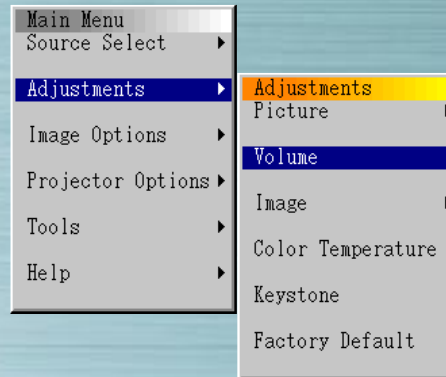 Main Menu
Source Select
Adjustments
Image Options
Projector Options
Tools
Help
Adjustments
Picture
Volume
Image
Color Temperature
Keystone
Factory Default